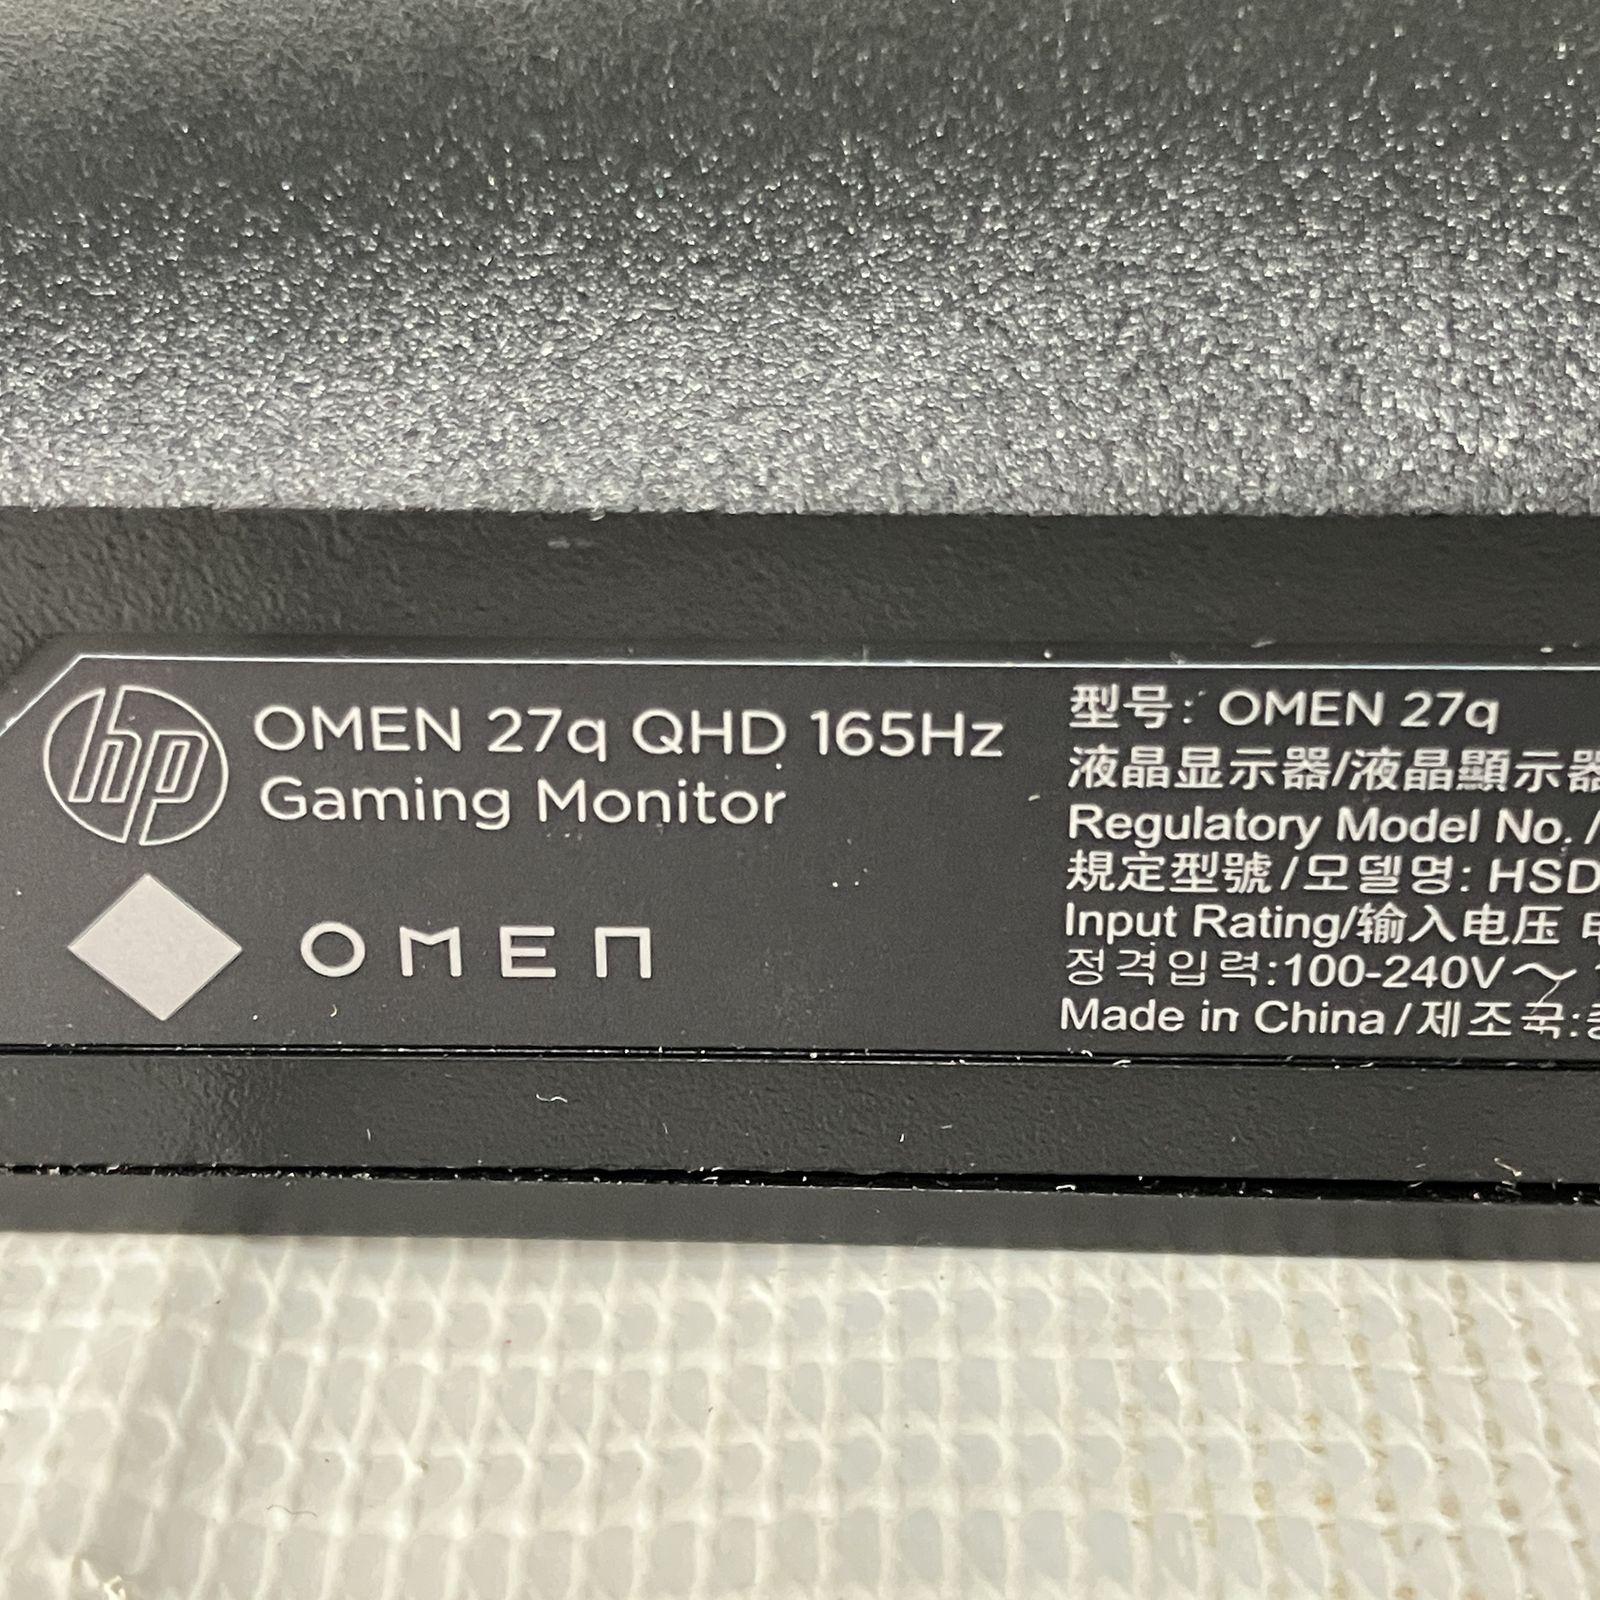 hp
OMEN 27q QHD 165Hz
Gaming Monitor
OMEN
型号: OMEN 27q
液晶显示器/液晶顯示器
Regulatory Model No. /
規定型號/모델명: HSD
Input Rating/输入电压
정격입력:100-240V～
Made in China/제조국:중